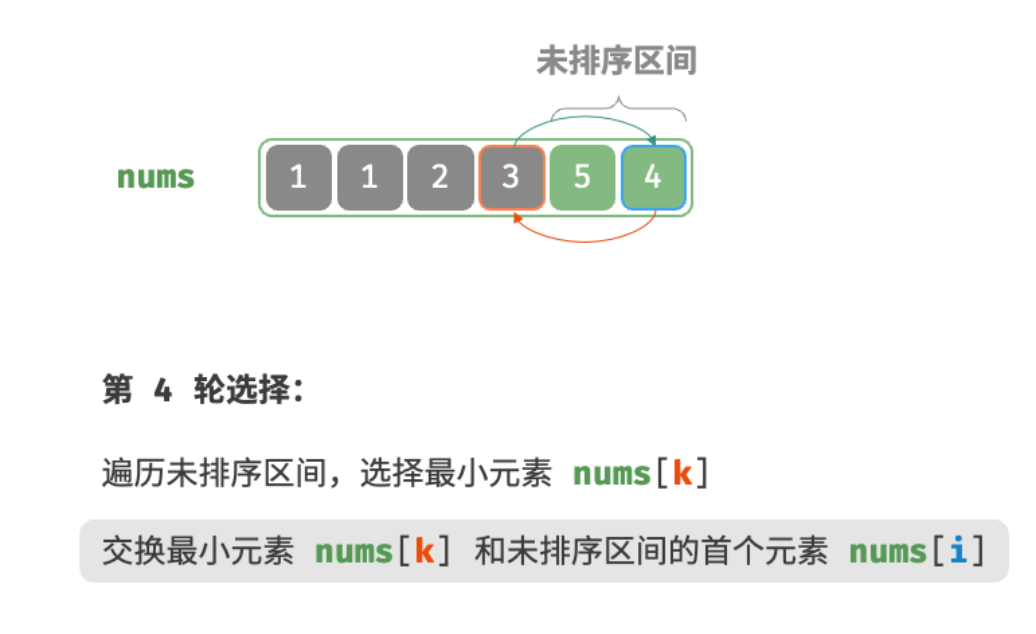 未排序区间
nums 1 1 2 3 5 4
第 4 轮选择:
遍历未排序区间，选择最小元素 nums[k]
交换最小元素 nums[k] 和未排序区间的首个元素 nums[i]